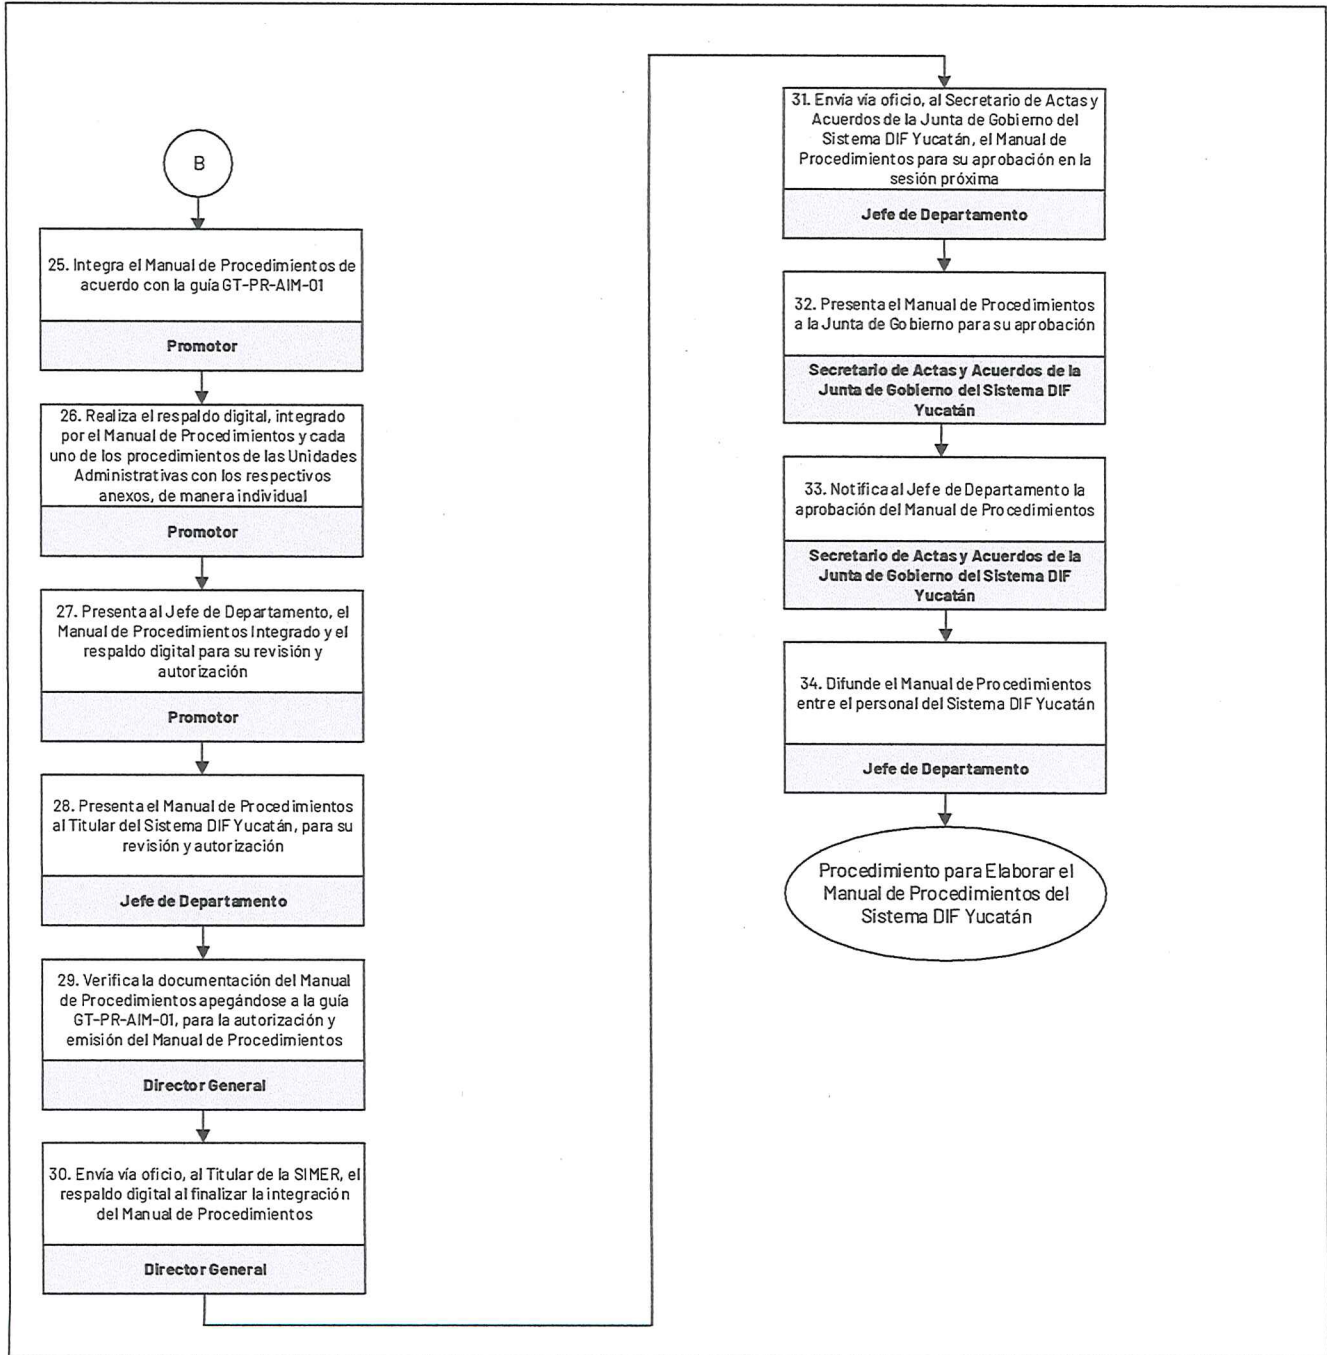 B
25. Integra el Manual de Procedimientos de
acuerdo con la guía GT-PR-AIM-01
Promotor
26. Realiza el respaldo digital, integrado
por el Manual de Procedimientos y cada
uno de los procedimientos de las Unidades
Administrativas con los respectivos
anexos, de manera individual
Promotor
27. Presenta al Jefe de Departamento, el
Manual de Procedimientos Integrado y el
respaldo digital para su revisión y
autorización
Promotor
28. Presenta el Manual de Procedimientos
al Titular del Sistema DIF Yucatán, para su
revisión y autorización
Jefe de Departamento
29. Verifica la documentación del Manual
de Procedimientos apegándose a la guía
GT-PR-AIM-01, para la autorización y
emisión del Manual de Procedimientos
Director General
30. Envía vía oficio, al Titular de la SIMER, el
respaldo digital al finalizar la integración
del Manual de Procedimientos
Director General
31. Envía vía oficio, al Secretario de Actas y
Acuerdos de la Junta de Gobierno del
Sistema DIF Yucatán, el Manual de
Procedimientos para su aprobación en la
sesión próxima
Jefe de Departamento
32. Presenta el Manual de Procedimientos
a la Junta de Gobierno para su aprobación
Secretario de Actas y Acuerdos de la
Junta de Gobierno del Sistema DIF
Yucatán
33. Notifica al Jefe de Departamento la
aprobación del Manual de Procedimientos
Secretario de Actas y Acuerdos de la
Junta de Gobierno del Sistema DIF
Yucatán
34. Difunde el Manual de Procedimientos
entre el personal del Sistema DIF Yucatán
Jefe de Departamento
Procedimiento para Elaborar el
Manual de Procedimientos del
Sistema DIF Yucatán